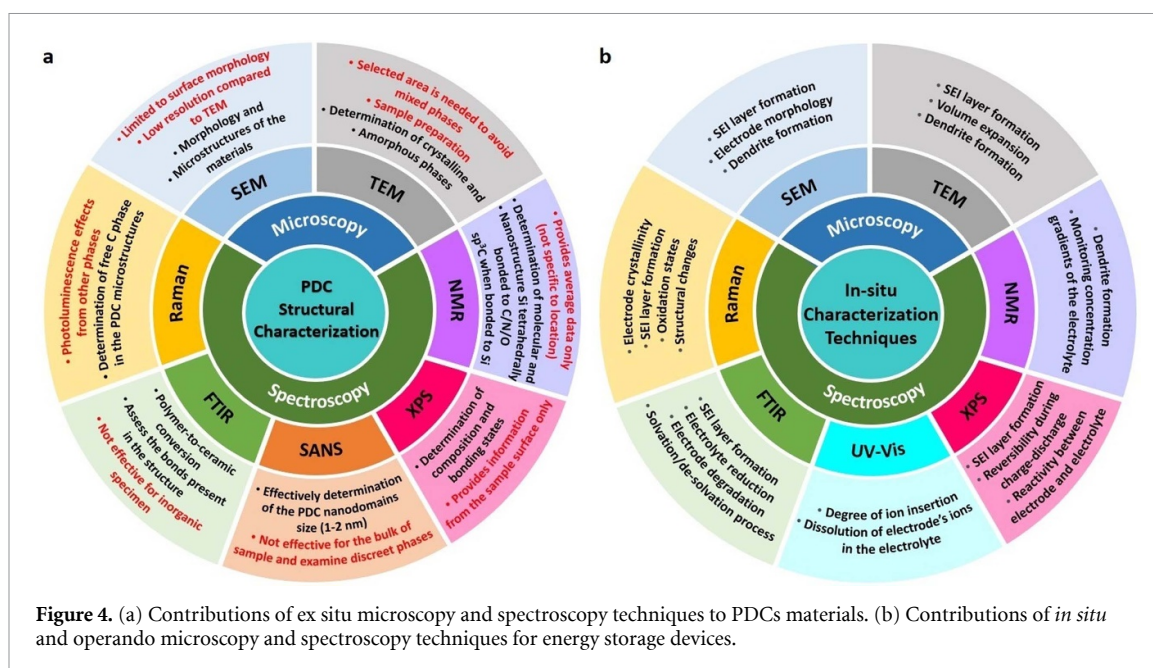 a
• Limited to surface morphology
• Low resolution compared
to TEM
• Morphology and
• Microstructures of the
materials
• Selected area is needed to avoid
mixed phases
• Sample preparation
• Determination of crystalline and
• Amorphous phases
SEM
TEM
Microscopy
• Photoluminescence effects
from other phases
• Determination of free C phase
in the PDC microstructures
Raman
PDC
Structural
Characterization
NMR
• Provides average data only
(not specific to location)
• Determination of molecular and
• Nanostructure SI tetrahedrally
bonded to C/N/O
sp³C when bonded to Si
Spectroscopy
FTIR
• Polymer-to-ceramic
conversion
• Assess the bonds present
in the structure
• Not effective for inorganic
specimen
SANS
• Effectively determination
of the PDC nanodomains
size (1-2 nm)
• Not effective for the bulk of
sample and examine discreet phases
XPS
• Determination of
composition and
bonding states
• Provides information
from the sample surface only
b
• SEI layer formation
• Electrode morphology
• Dendrite formation
• SEI layer formation
• Volume expansion
• Dendrite formation
SEM
TEM
Microscopy
• Electrode crystallinity
• SEI layer formation
• Oxidation states
• Structural changes
Raman
In-situ
Characterization
Techniques
NMR
• Dendrite formation
• Monitoring concentration
gradients of the electrolyte
Spectroscopy
FTIR
• SEI layer formation
• Electrolyte reduction
• Electrode degradation
• Solvation/de-solvation process
UV-Vis
• Degree of ion insertion
• Dissolution of electrode's ions
in the electrolyte
XPS
• SEI layer formation
• Reversibility during
charge-discharge
• Reactivity between
electrode and electrolyte
Figure 4. (a) Contributions of ex situ microscopy and spectroscopy techniques to PDCs materials. (b) Contributions of in situ
and operando microscopy and spectroscopy techniques for energy storage devices.